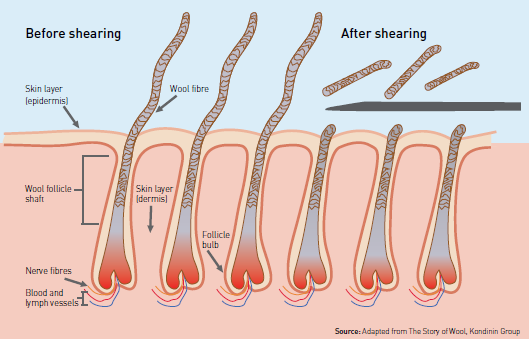 Before shearing
After shearing
Skin layer
(epidermis)
Wool fibre
Wool follicle
shaft
Skin layer
(dermis)
Follicle
bulb
Nerve fibres
Blood and
lymph vessels
Source: Adapted from The Story of Wool, Kondinin Group